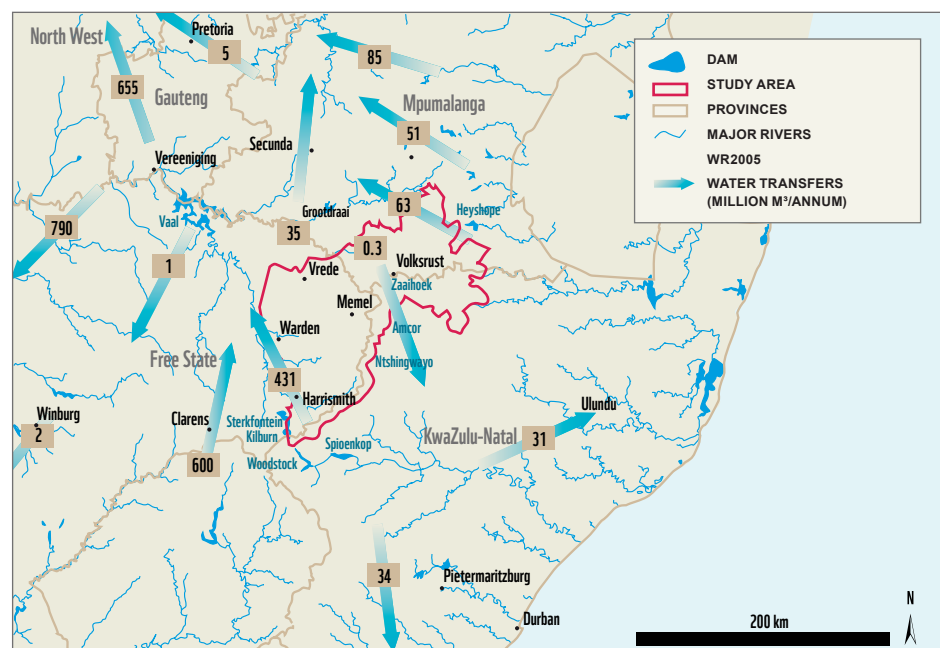 North West
Pretoria
5
85
655
Gauteng
Mpumalanga
51
Secunda
Vereeniging
63
Heyshope
Grootdraai
Vaal
790
35
0.3
1
Vrede
Volksrust
Zaaihoek
Memel
Amcor
Warden
Free State
Ntshingwayo
431
Harrismith
Ulundu
Winburg
2
Clarens
Sterkfontein
Kilburn
KwaZulu-Natal
31
Spioenkop
Woodstock
600
34
Pietermaritzburg
Durban
DAM
STUDY AREA
PROVINCES
MAJOR RIVERS
WR2005
WATER TRANSFERS
(MILLION M³/ANNUM)
N
200 km